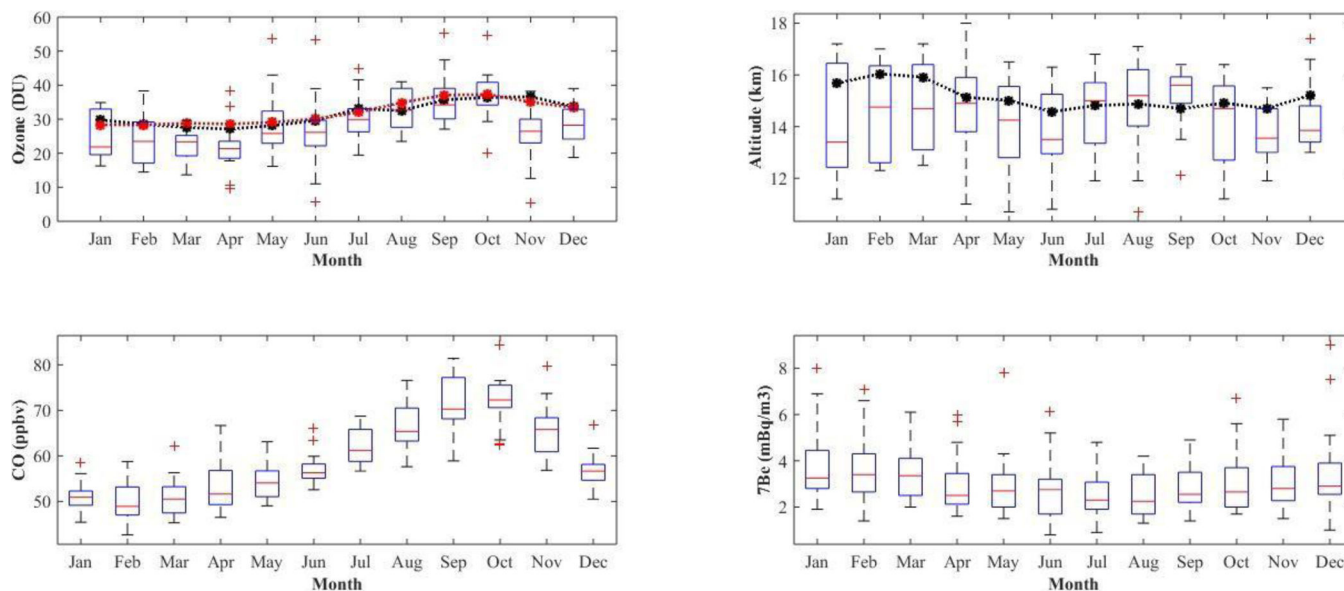 60
50
40
30
20
10
0
Ozone (DU)
Jan Feb Mar Apr May Jun Jul Aug Sep Oct Nov Dec
Month
18
16
14
12
Altitude (km)
Jan Feb Mar Apr May Jun Jul Aug Sep Oct Nov Dec
Month
80
70
60
50
CO (ppbv)
Jan Feb Mar Apr May Jun Jul Aug Sep Oct Nov Dec
Month
8
6
4
2
7Be (mBq/m3)
Jan Feb Mar Apr May Jun Jul Aug Sep Oct Nov Dec
Month